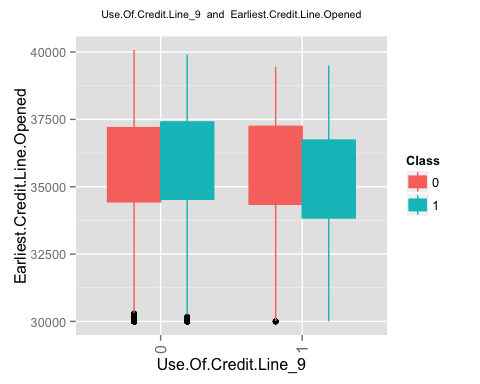 Use.Of.Credit.Line_9 and Earliest.Credit.Line.Opened
Earliest.Credit.Line.Opened
40000
37500
35000
32500
30000
0
1
Use.Of.Credit.Line_9
Class
0
1